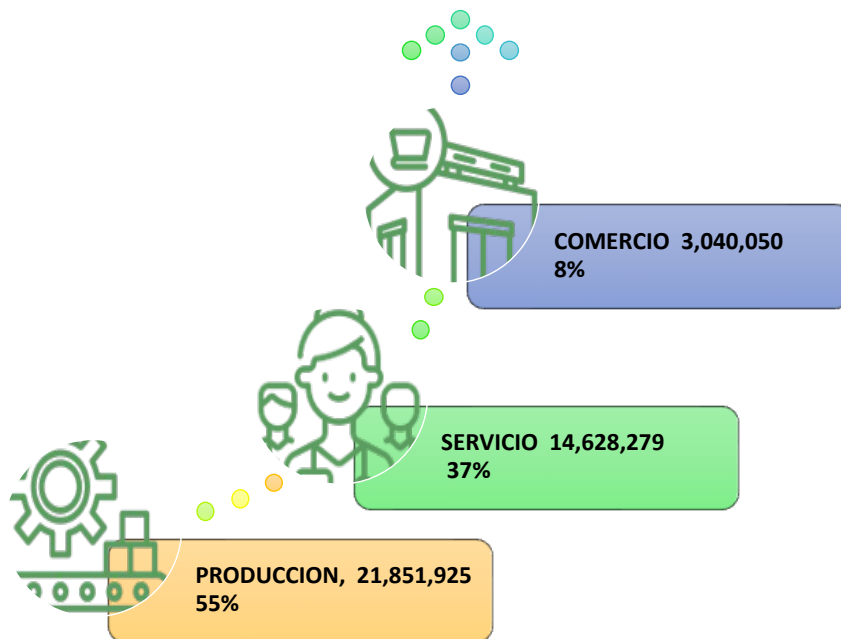 COMERCIO 3,040,050
8%
SERVICIO 14,628,279
37%
PRODUCCION, 21,851,925
55%